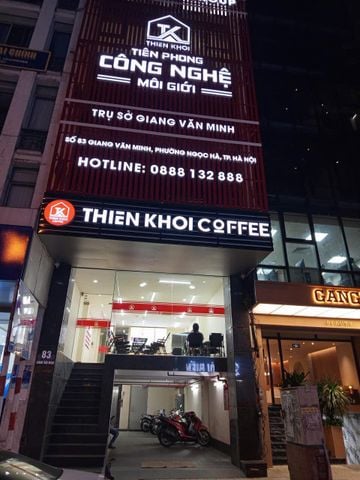 THIEN KHOI
TIÊN PHONG
CÔNG NGHỆ
MÔI GIỚI
TRỤ SỞ GIANG VĂN MINH
SỐ 83 GIANG VĂN MINH, PHƯỜNG NGỌC HÀ, TP. HÀ NỘI
HOTLINE: 0888 132 888
THIEN KHOI COFFEE
GANG
83